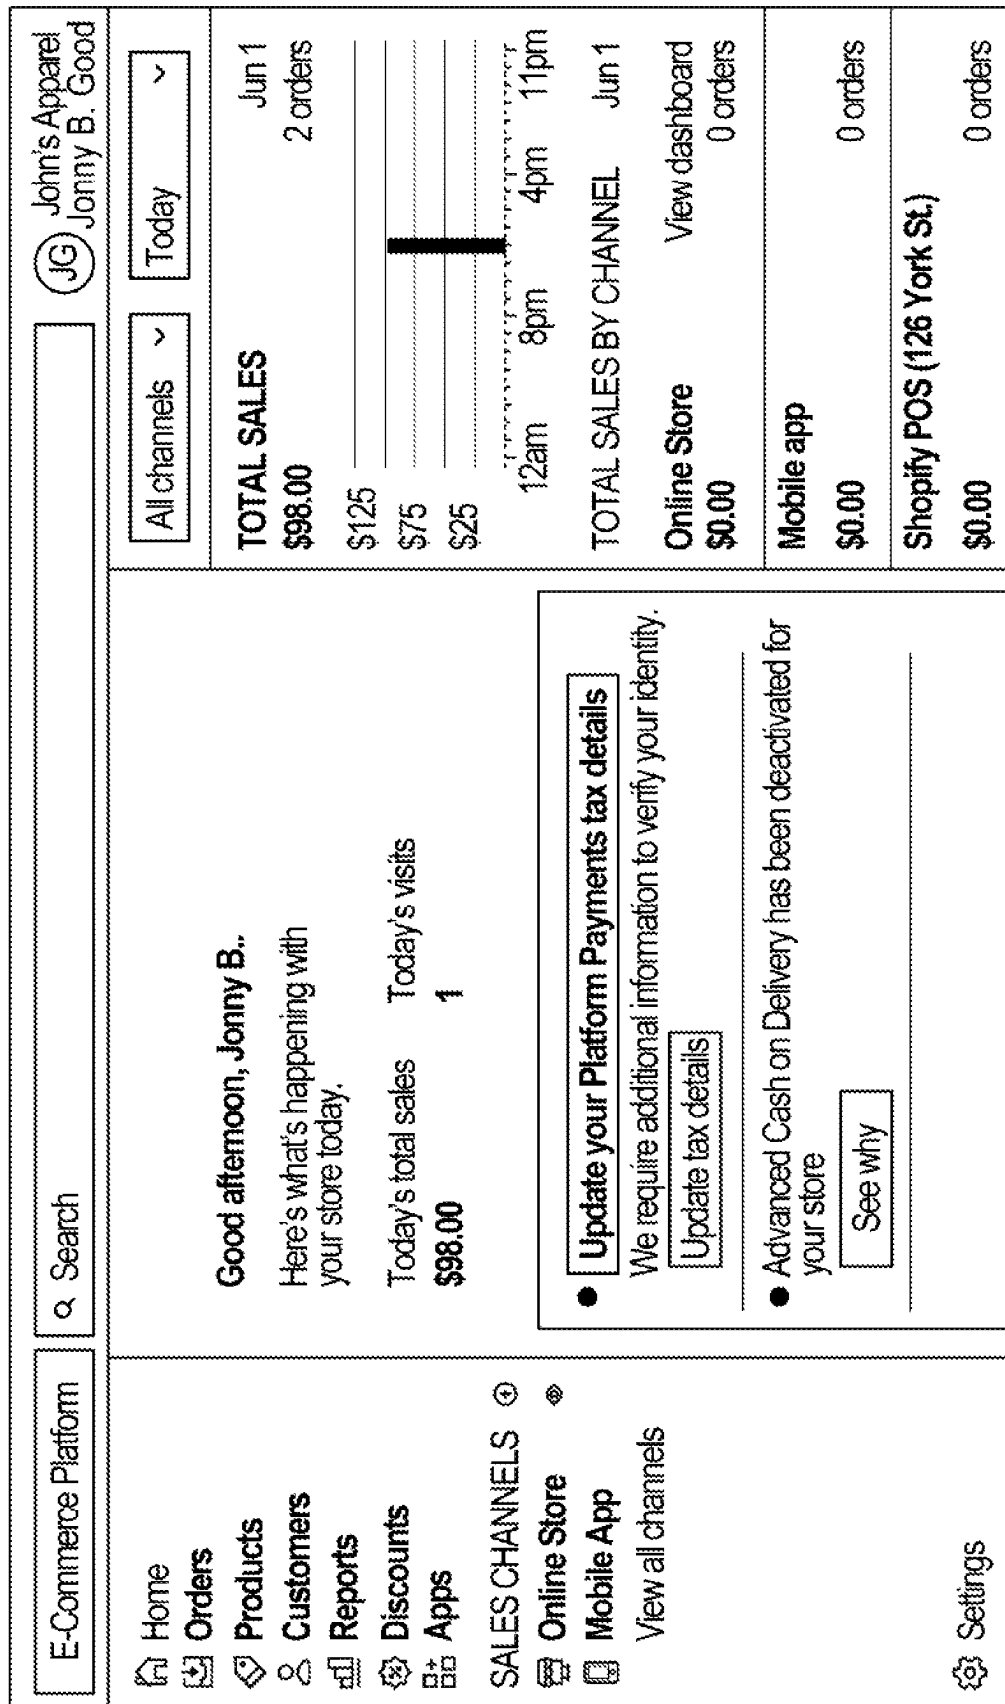 E-Commerce Platform
Search
JG
John's Apparel
Jonny B. Good
Home
Orders
Products
Customers
Reports
Discounts
Apps
SALES CHANNELS
Online Store
Mobile App
View all channels
Settings
Good afternoon, Jonny B..
Here's what's happening with
your store today.
Today's total sales Today's visits
$98.00 1
Update your Platform Payments tax details
We require additional information to verify your identity.
Update tax details
Advanced Cash on Delivery has been deactivated for
your store
See why
All channels Today
TOTAL SALES Jun 1
$98.00 2 orders
$125
$75
$25
12am 8pm 4pm 11pm
TOTAL SALES BY CHANNEL Jun 1
Online Store View dashboard
$0.00 0 orders
Mobile app
$0.00 0 orders
Shopify POS (126 York St.)
$0.00 0 orders